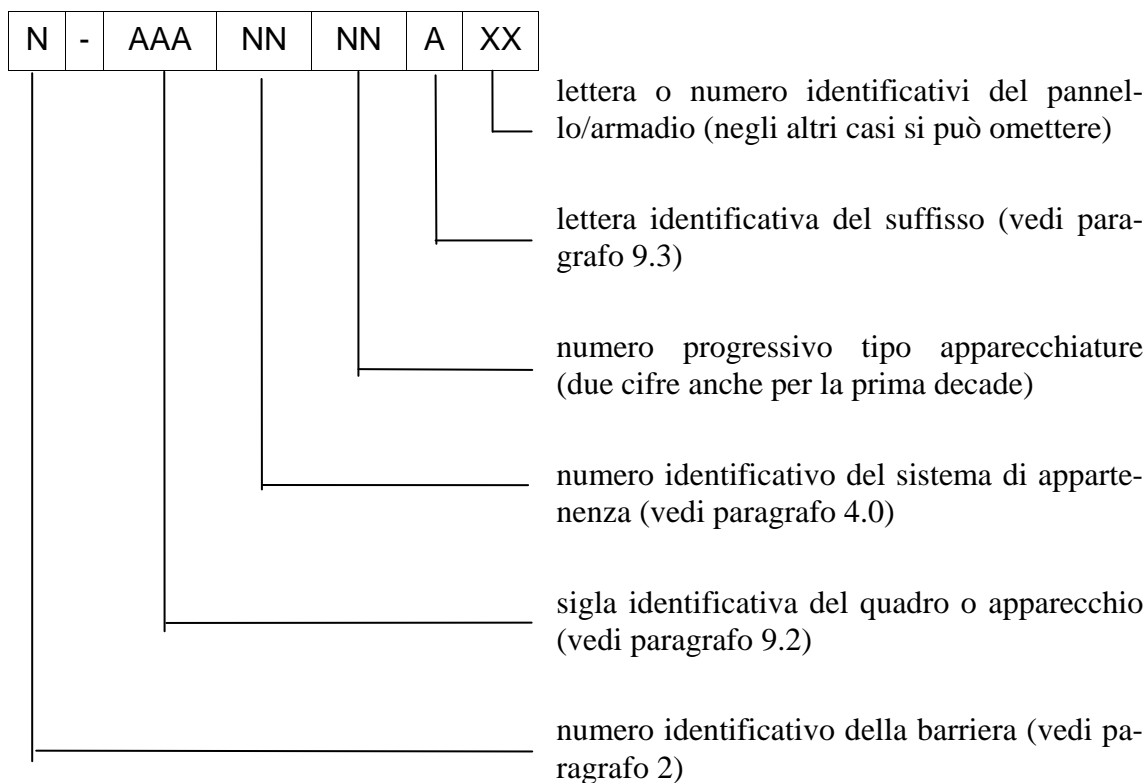 N - AAA NN NN A XX
lettera o numero identificativi del pannel-
lo/armadio (negli altri casi si può omettere)
lettera identificativa del suffisso (vedi para-
grafo 9.3)
numero progressivo tipo apparecchiature
(due cifre anche per la prima decade)
numero identificativo del sistema di apparte-
nenza (vedi paragrafo 4.0)
sigla identificativa del quadro o apparecchio
(vedi paragrafo 9.2)
numero identificativo della barriera (vedi pa-
ragrafo 2)